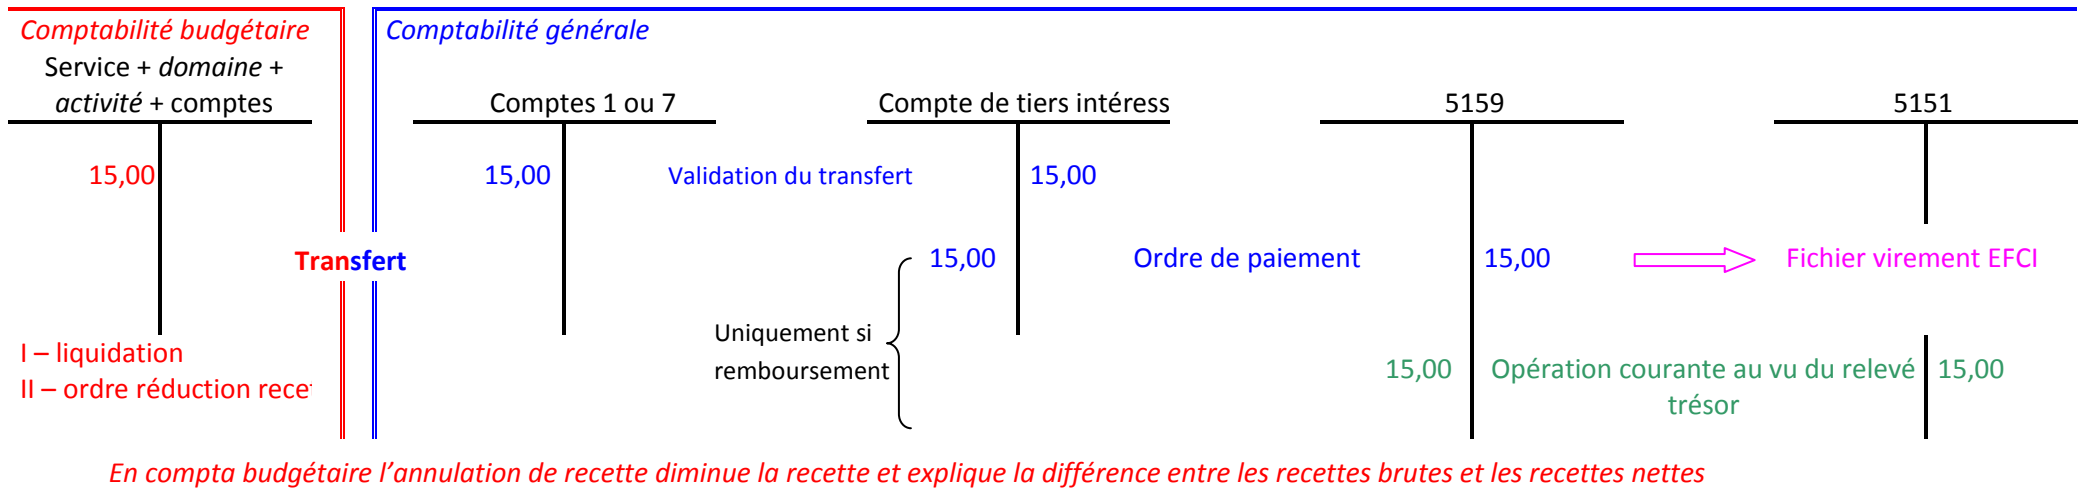 Comptabilité budgétaire
Comptabilité générale
Service + domaine +
activité + comptes
Comptes 1 ou 7
Compte de tiers intéress
5159
5151
15,00
15,00
Validation du transfert
15,00
Transfert
15,00
Ordre de paiement
15,00
Fichier virement EFCI
Uniquement si
remboursement
I – liquidation
II – ordre réduction rece
15,00
Opération courante au vu du relevé
trésor
15,00
En compta budgétaire l’annulation de recette diminue la recette et explique la différence entre les recettes brutes et les recettes nettes